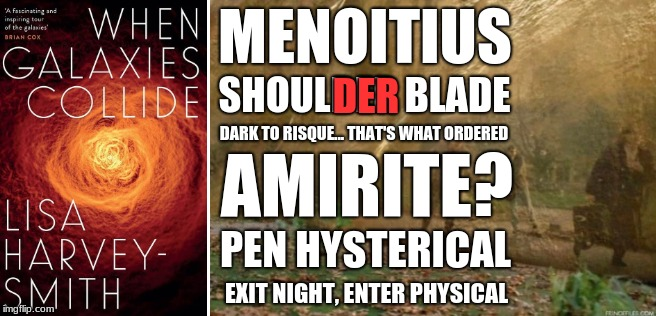 'A fascinating and
inspiring tour
of the galaxies'
BRIAN COX
WHEN
GALAXIES
COLLIDE
LISA
HARVEY-
SMITH
imgflip.com
MENOITIUS
SHOULDER BLADE
DARK TO RISQUE... THAT'S WHAT ORDERED
AMIRITE?
PEN HYSTERICAL
EXIT NIGHT, ENTER PHYSICAL